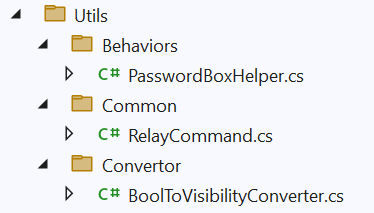 Utils
Behaviors
C# PasswordBoxHelper.cs
Common
C# RelayCommand.cs
Convertor
C# BoolToVisibilityConverter.cs